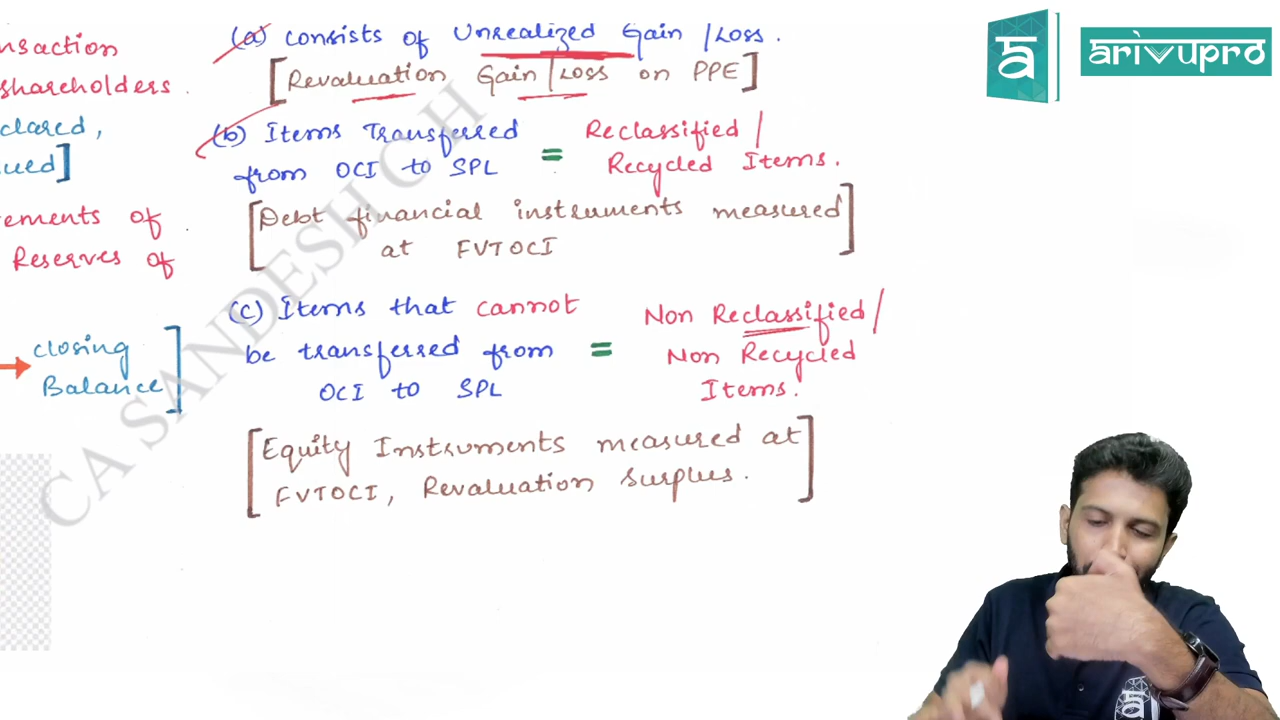 nsaction
shareholders.
clared,
ued]
ements of
Reserves of
closing
Balance]
(a) consists of Unrealized Gain/Loss.
[Revaluation Gain/Loss on PPE]
(b) Items Transferred
from OCI to SPL
= Reclassified/
Recycled Items.
[Debt financial instruments measured
at FVTOCI]
(c) Items that cannot
be transferred from
OCI to SPL
= Non Reclassified/
Non Recycled
Items.
[Equity Instruments measured at
FVTOCI, Revaluation Surplus.]
CA SANDESH C H
arivupro